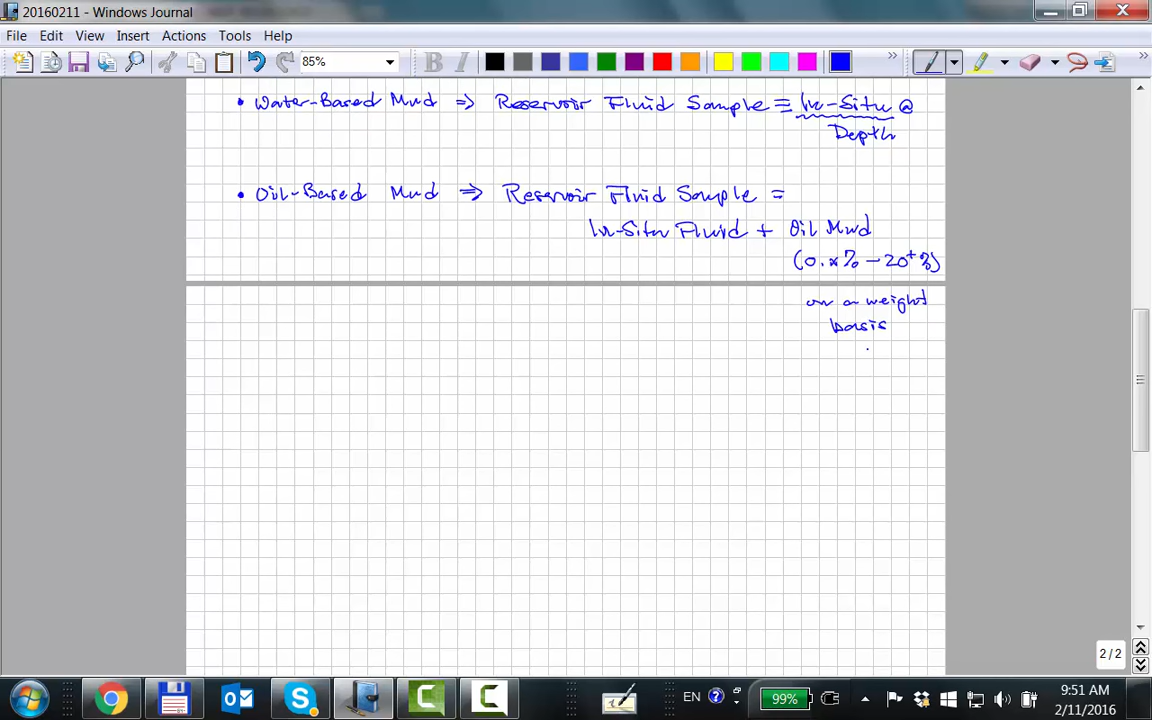 20160211 - Windows Journal
File Edit View Insert Actions Tools Help
85%
• Water-Based Mud ⇒ Reservoir Fluid Sample ≡ In-Situ @
Depth
• Oil-Based Mud ⇒ Reservoir Fluid Sample =
In-Situ Fluid + Oil Mud
(0.x% - 20+%)
on a weight
basis
2/2
EN
99%
9:51 AM
2/11/2016